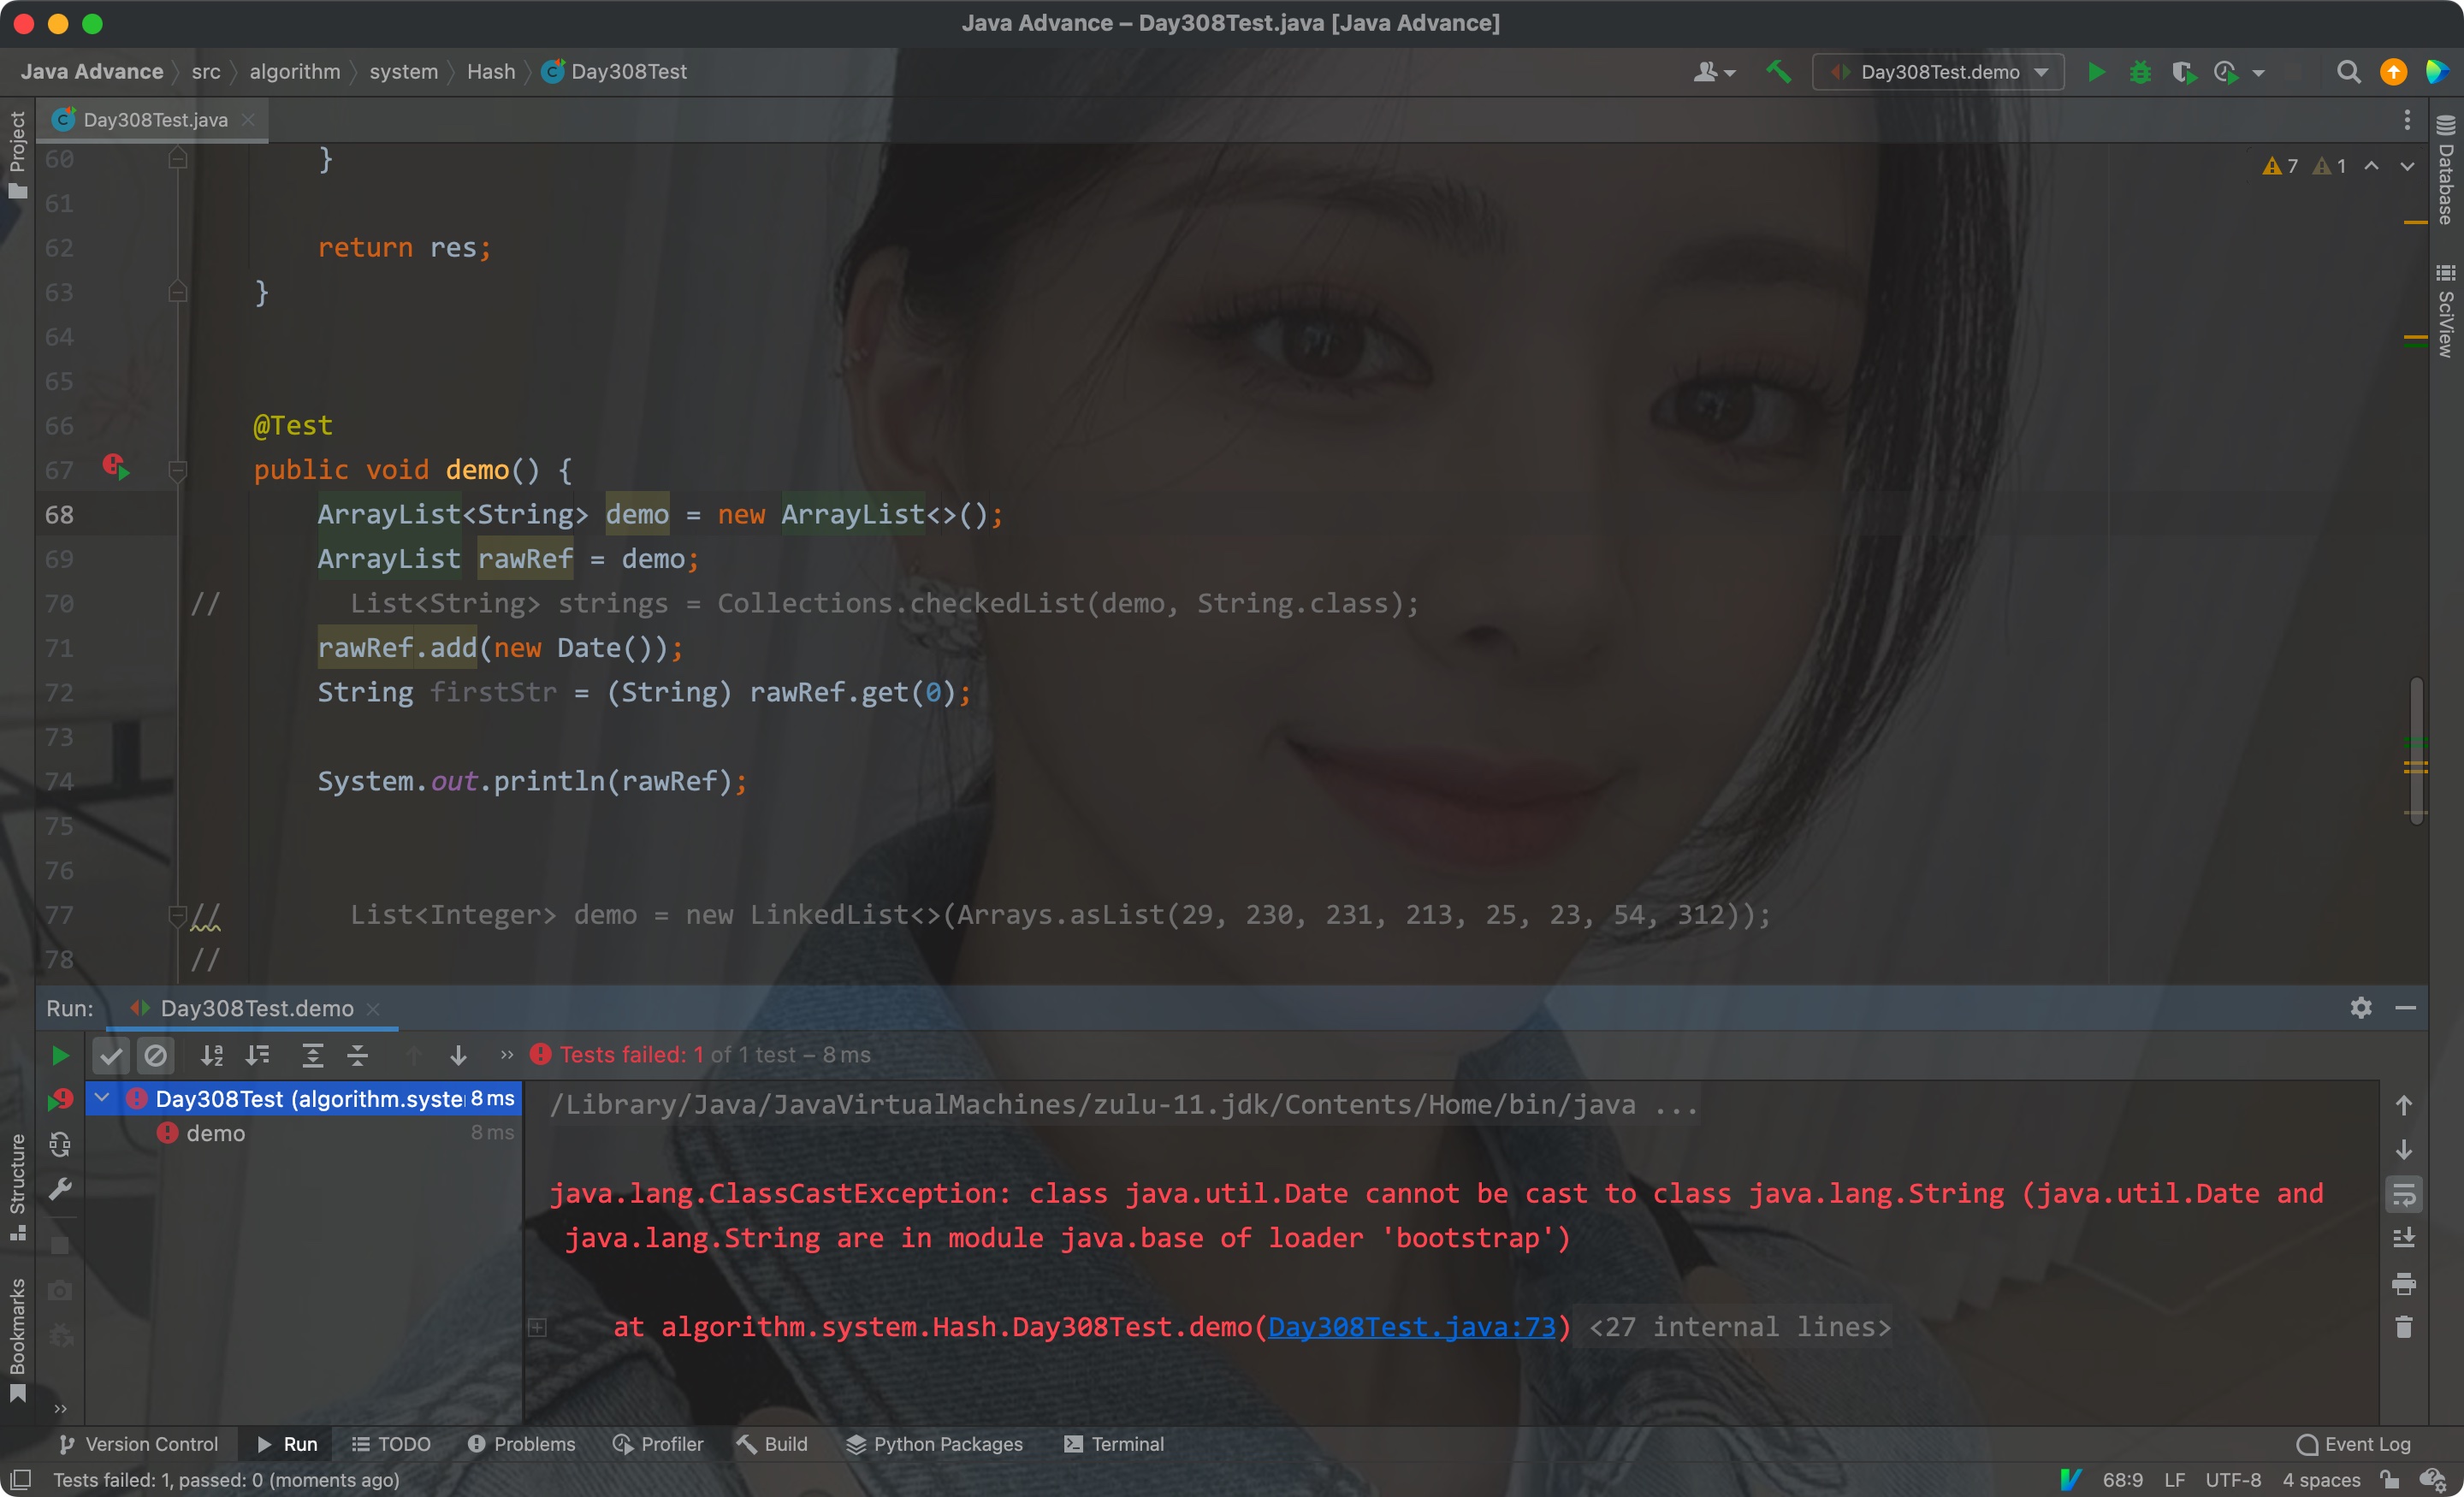 Java Advance – Day308Test.java [Java Advance]
Java Advance src algorithm system Hash Day308Test
Day308Test.demo
Project
Day308Test.java
Database
SciView
7 1
60 }
61
62 return res;
63 }
64
65
66 @Test
67 public void demo() {
68 ArrayList<String> demo = new ArrayList<>();
69 ArrayList rawRef = demo;
70 // List<String> strings = Collections.checkedList(demo, String.class);
71 rawRef.add(new Date());
72 String firstStr = (String) rawRef.get(0);
73
74 System.out.println(rawRef);
75
76
77 // List<Integer> demo = new LinkedList<>(Arrays.asList(29, 230, 231, 213, 25, 23, 54, 312));
78 //
Run: Day308Test.demo
Tests failed: 1 of 1 test – 8 ms
Day308Test (algorithm.syste 8 ms
demo 8 ms
/Library/Java/JavaVirtualMachines/zulu-11.jdk/Contents/Home/bin/java ...
java.lang.ClassCastException: class java.util.Date cannot be cast to class java.lang.String (java.util.Date and
java.lang.String are in module java.base of loader 'bootstrap')
at algorithm.system.Hash.Day308Test.demo(Day308Test.java:73) <27 internal lines>
Structure
Bookmarks
Version Control Run TODO Problems Profiler Build Python Packages Terminal Event Log
Tests failed: 1, passed: 0 (moments ago) 68:9 LF UTF-8 4 spaces